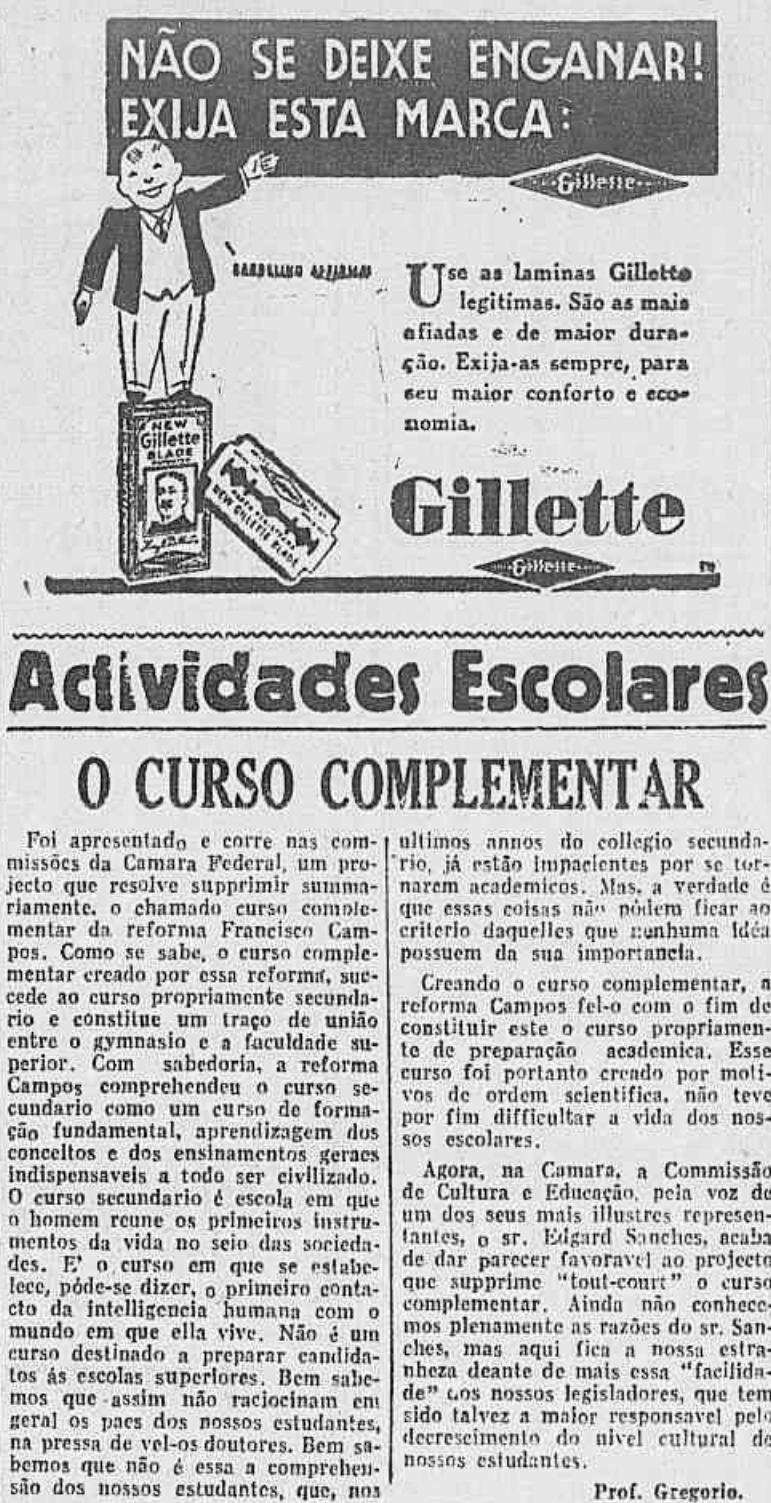 NÃO SE DEIXE ENGANAR!
EXIJA ESTA MARCA:
Gillette
Use as laminas Gillette
legitimas. São as mais
afiadas e de maior dura-
ção. Exija-as sempre, para
seu maior conforto e eco-
nomia.
NEW
Gillette
BLADE
NEW GILLETTE BLADE
Gillette
Gillette
Actividades Escolares
O CURSO COMPLEMENTAR
Foi apresentado e corre nas com-
missões da Camara Federal, um pro-
jecto que resolve supprimir summa-
riamente, o chamado curso comple-
mentar da reforma Francisco Cam-
pos. Como se sabe, o curso comple-
mentar creado por essa reforma, suc-
cede ao curso propriamente secunda-
rio e constitue um traço de união
entre o gymnasio e a faculdade su-
perior. Com sabedoria, a reforma
Campos comprehendeu o curso se-
cundario como um curso de forma-
ção fundamental, aprendizagem dos
conceitos e dos ensinamentos geraes
indispensaveis a todo ser civilizado.
O curso secundario é escola em que
o homem reune os primeiros instru-
mentos da vida no seio das socieda-
des. E' o curso em que se estabe-
lece, póde-se dizer, o primeiro conta-
cto da intelligencia humana com o
mundo em que ella vive. Não é um
curso destinado a preparar candida-
tos ás escolas superiores. Bem sabe-
mos que assim não raciocinam em
geral os paes dos nossos estudantes,
na pressa de vel-os doutores. Bem sa-
bemos que não é essa a comprehen-
são dos nossos estudantes, que, nos
ultimos annos do collegio secunda-
rio, já estão impacientes por se tor-
narem academicos. Mas, a verdade é
que essas coisas não pódem ficar ao
criterio daquelles que nenhuma idéa
possuem da sua importancia.
Creando o curso complementar, a
reforma Campos fel-o com o fim de
constituir este o curso propriamen-
te de preparação academica. Esse
curso foi portanto creado por moti-
vos de ordem scientifica, não teve
por fim difficultar a vida dos nos-
sos escolares.
Agora, na Camara, a Commissão
de Cultura e Educação, pela voz de
um dos seus mais illustres represen-
tantes, o sr. Edgard Sanches, acaba
de dar parecer favoravel ao projecto
que supprime "tout-court" o curso
complementar. Ainda não conhece-
mos plenamente as razões do sr. San-
ches, mas aqui fica a nossa estra-
nheza deante de mais essa "facilida-
de" dos nossos legisladores, que tem
sido talvez a maior responsavel pelo
decrescimento do nivel cultural de
nossos estudantes.
Prof. Gregorio.